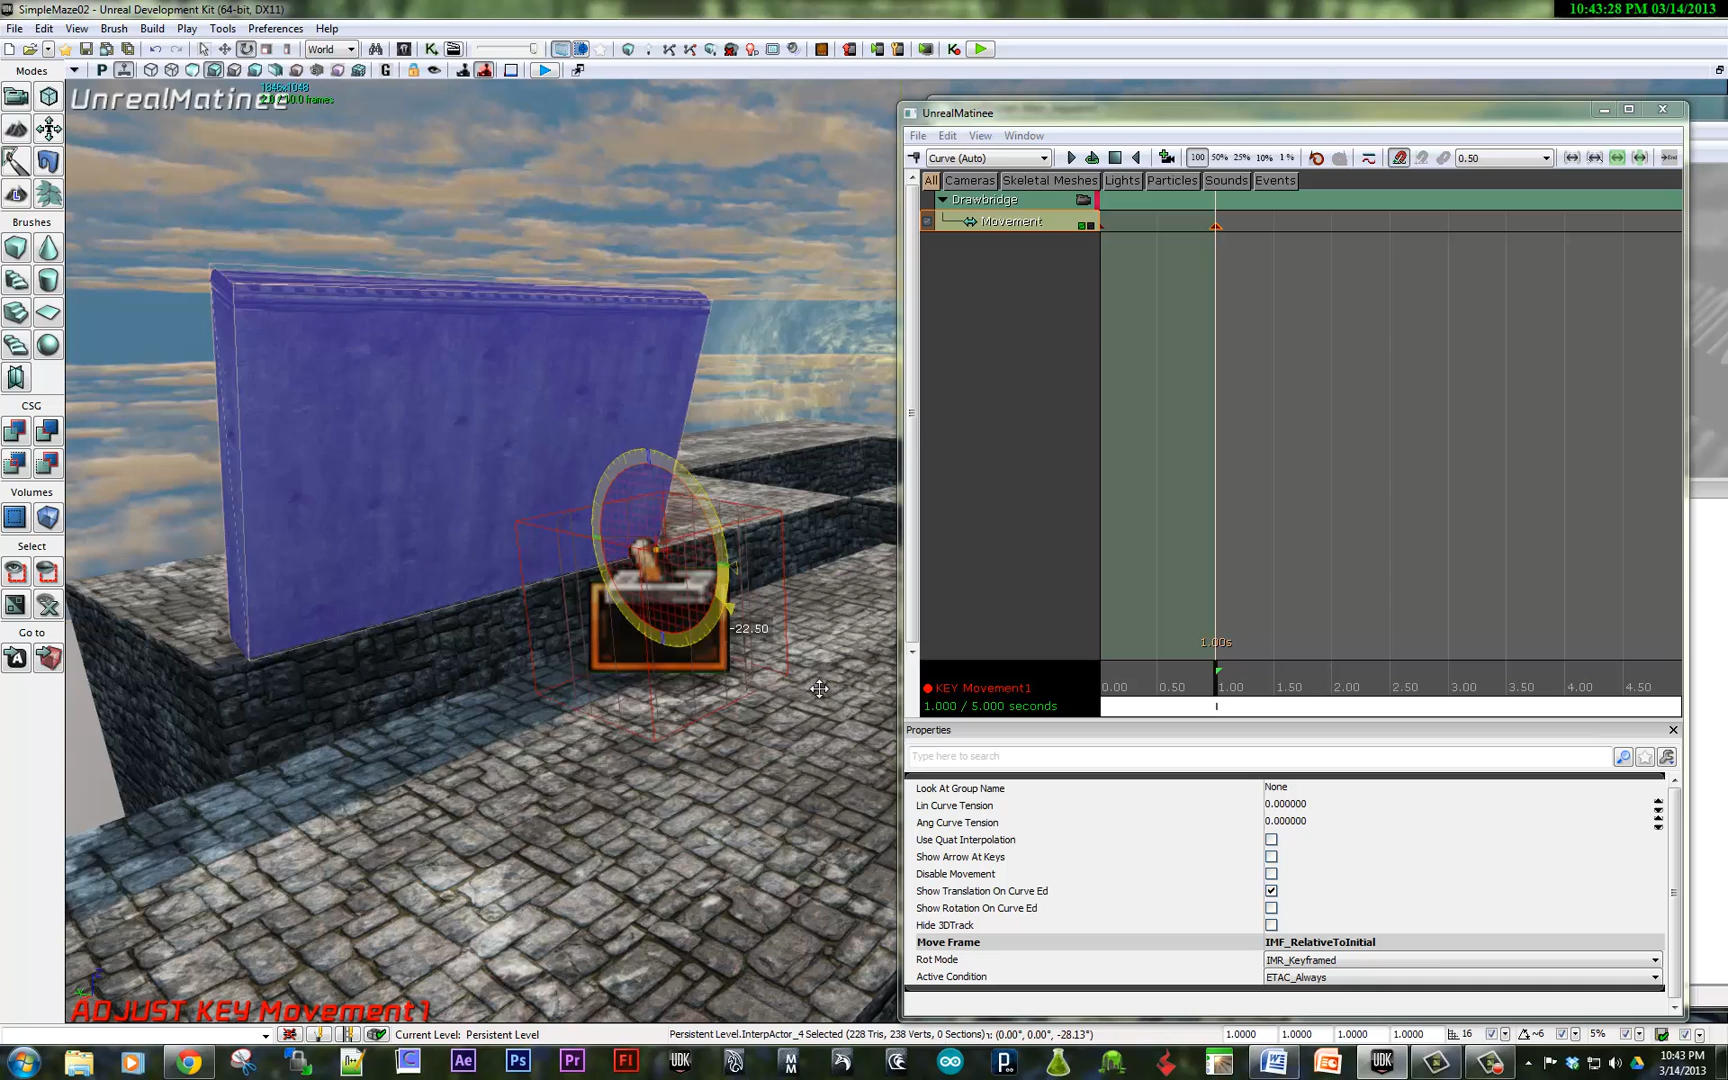 SimpleMaze02 - Unreal Development Kit (64-bit, DX11)
10:43:28 PM 03/14/2013
File Edit View Brush Build Play Tools Preferences Help
World
Modes
P
G
1846x1048
UnrealMatinee
UnrealMatinee
File Edit View Window
Curve (Auto)
100 50% 25% 10% 1%
0.50
All Cameras Skeletal Meshes Lights Particles Sounds Events
Drawbridge
Movement
Brushes
CSG
Volumes
Select
Go to
-22.50
1.00s
KEY Movement1
1.000 / 5.000 seconds
0.00 0.50 1.00 1.50 2.00 2.50 3.00 3.50 4.00 4.50
Properties
Type here to search
Look At Group Name None
Lin Curve Tension 0.000000
Ang Curve Tension 0.000000
Use Quat Interpolation
Show Arrow At Keys
Disable Movement
Show Translation On Curve Ed
Show Rotation On Curve Ed
Hide 3DTrack
Move Frame IMF_RelativeToInitial
Rot Mode IMR_Keyframed
Active Condition ETAC_Always
ADJUST KEY Movement1
Current Level: Persistent Level
Persistent Level.InterpActor_4 Selected (228 Tris, 238 Verts, 0 Sections)
(0.00°, 0.00°, -28.13°)
1.0000 1.0000 1.0000 1.0000
16
~6
5%
Ae Ps Pr Fl UDK
10:43 PM
3/14/2013